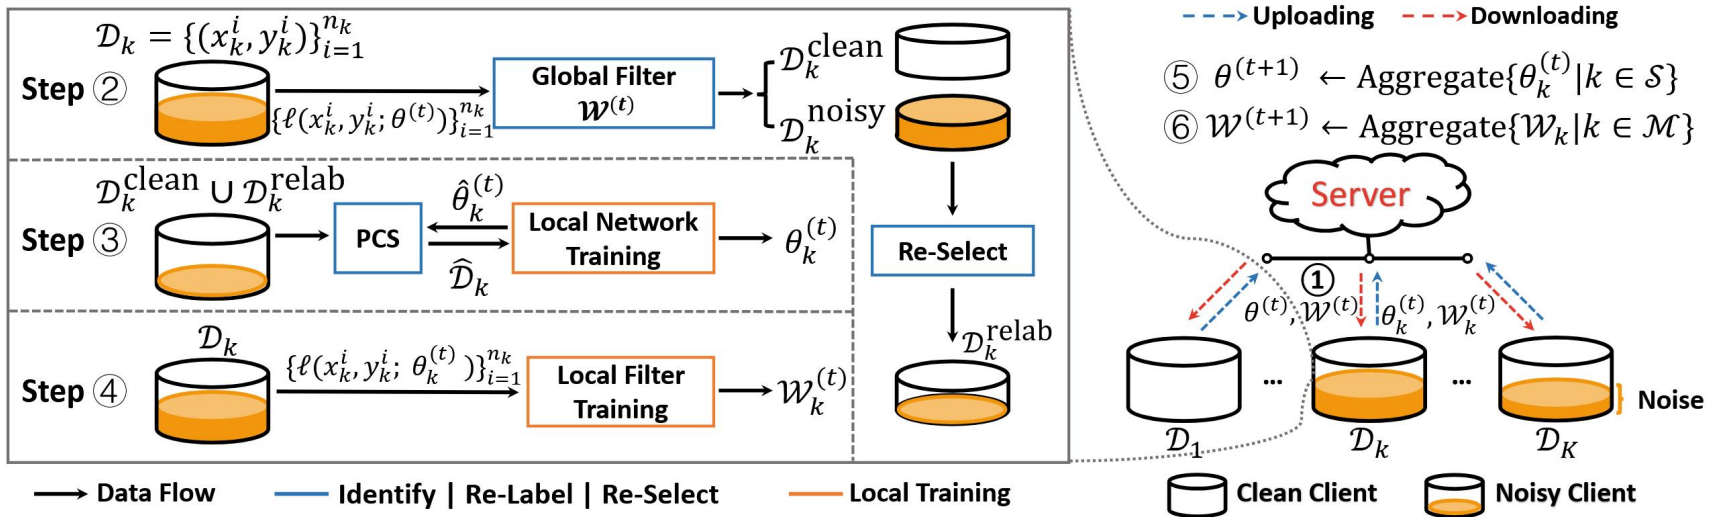 𝒟_k = {(x_k^i, y_k^i)}_{i=1}^{n_k}
Step ②
{ℓ(x_k^i, y_k^i; θ^(t))}_{i=1}^{n_k}
Global Filter
𝒲^(t)
𝒟_k^clean
𝒟_k^noisy
𝒟_k^clean ∪ 𝒟_k^relab
Step ③
PCS
θ̂_k^(t)
𝒟̂_k
Local Network
Training
θ_k^(t)
Re-Select
𝒟_k^relab
𝒟_k
Step ④
{ℓ(x_k^i, y_k^i; θ_k^(t))}_{i=1}^{n_k}
Local Filter
Training
𝒲_k^(t)
Data Flow
Identify | Re-Label | Re-Select
Local Training
Uploading
Downloading
⑤ θ^(t+1) ← Aggregate{θ_k^(t)|k ∈ 𝒮}
⑥ 𝒲^(t+1) ← Aggregate{𝒲_k|k ∈ ℳ}
Server
①
θ^(t), 𝒲^(t)
θ_k^(t), 𝒲_k^(t)
... ...
Noise
𝒟_1 𝒟_k 𝒟_K
Clean Client
Noisy Client